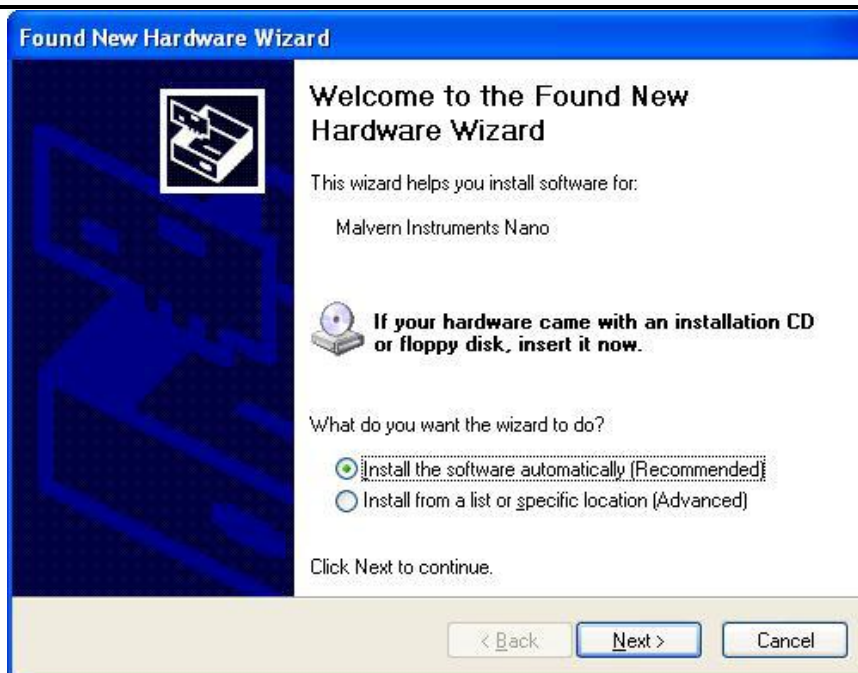 Found New Hardware Wizard
Welcome to the Found New
Hardware Wizard
This wizard helps you install software for:
Malvern Instruments Nano
If your hardware came with an installation CD
or floppy disk, insert it now.
What do you want the wizard to do?
Install the software automatically (Recommended)
Install from a list or specific location (Advanced)
Click Next to continue.
< Back Next > Cancel